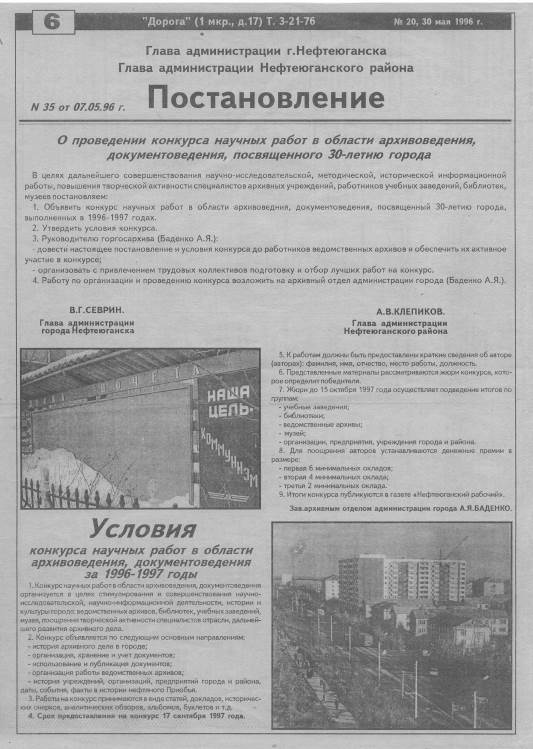 6
"Дорога" (1 мкр., д.17) Т. 3-21-76
№ 20, 30 мая 1996 г.
Глава администрации г.Нефтеюганска
Глава администрации Нефтеюганского района
N 35 от 07.05.96 г.
Постановление
О проведении конкурса научных работ в области архивоведения,
документоведения, посвященного 30-летию города
В целях дальнейшего совершенствования научно-исследовательской, методической, исторической информационной
работы, повышения творческой активности специалистов архивных учреждений, работников учебных заведений, библиотек,
музеев постановляем:
1. Объявить конкурс научных работ в области архивоведния, документоведения, посвященный 30-летию города,
выполненных в 1996-1997 годах.
2. Утвердить условия конкурса.
3. Руководителю горгосархива (Баденко А.Я.):
- довести настоящее постановление и условия конкурса до работников ведомственных архивов и обеспечить их активное
участие в конкурсе;
- организовать с привлечением трудовых коллективов подготовку и отбор лучших работ на конкурс.
4. Работу по организации и проведению конкурса возложить на архивный отдел администрации города (Баденко А.Я.).
В.Г.СЕВРИН.
Глава администрации
города Нефтеюганска
А.В.КЛЕПИКОВ.
Глава администрации
Нефтеюганского района
НАША
ЦЕЛЬ-
КОММУНИЗМ
Условия
конкурса научных работ в области
архивоведения, документоведения
за 1996-1997 годы
1. Конкурс научных работ в области архивоведения, документоведения
организуется в целях стимулирования и совершенствования научно-
исследовательской, научно-информационной деятельности, истории и
культуры города: ведомственных архивов, библиотек, учебных заведений,
музея, поощрения творческой активности специалистов отрасли, дальней-
шего развития архивного дела.
2. Конкурс объявляется по следующим основным направлениям:
- история архивного дела в городе;
- организация, хранение и учет документов;
- использование и публикация документов;
- организация работы ведомственных архивов;
- история учреждений, организаций, предприятий города и района,
даты, события, факты в истории нефтяного Приобья.
3. Работы на конкурс принимаются в виде статей, докладов, историчес-
ких очерков, аналитических обзоров, альбомов, буклетов и т.д.
4. Срок предоставления на конкурс 17 сентября 1997 года.
5. К работам должны быть предоставлены краткие сведения об авторе
(авторах): фамилия, имя, отчество, место работы, должность.
6. Представленные материалы рассматриваются жюри конкурса, кото-
рое определит победителя.
7. Жюри до 15 октября 1997 года осуществляет подведение итогов по
группам:
- учебные заведения;
- библиотеки;
- ведомственные архивы;
- музей;
- организации, предприятия, учреждения города и района.
8. Для поощрения авторов устанавливаются денежные премии в
размере:
- первая 6 минимальных окладов;
- вторая 4 минимальных оклада;
- третья 2 минимальных оклада.
9. Итоги конкурса публикуются в газете «Нефтеюганский рабочий».
Зав.архивным отделом администрации города А.Я.БАДЕНКО.